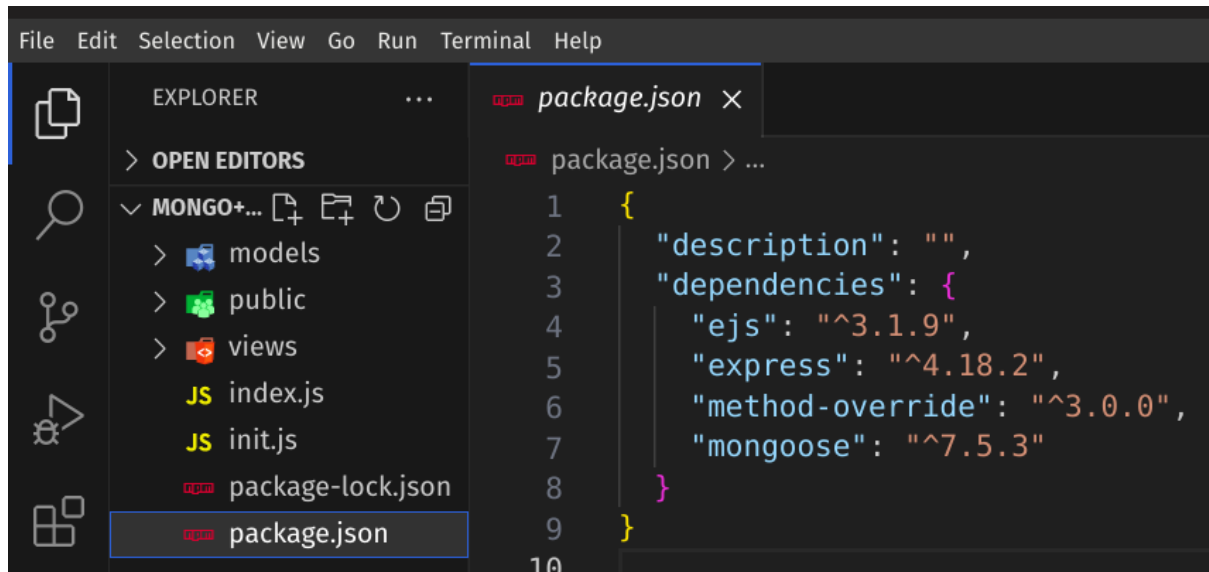 File Edit Selection View Go Run Terminal Help
EXPLORER ...
OPEN EDITORS
MONGO+...
models
public
views
JS index.js
JS init.js
package-lock.json
package.json
package.json
package.json > ...
1 {
2 "description": "",
3 "dependencies": {
4 "ejs": "^3.1.9",
5 "express": "^4.18.2",
6 "method-override": "^3.0.0",
7 "mongoose": "^7.5.3"
8 }
9 }
10